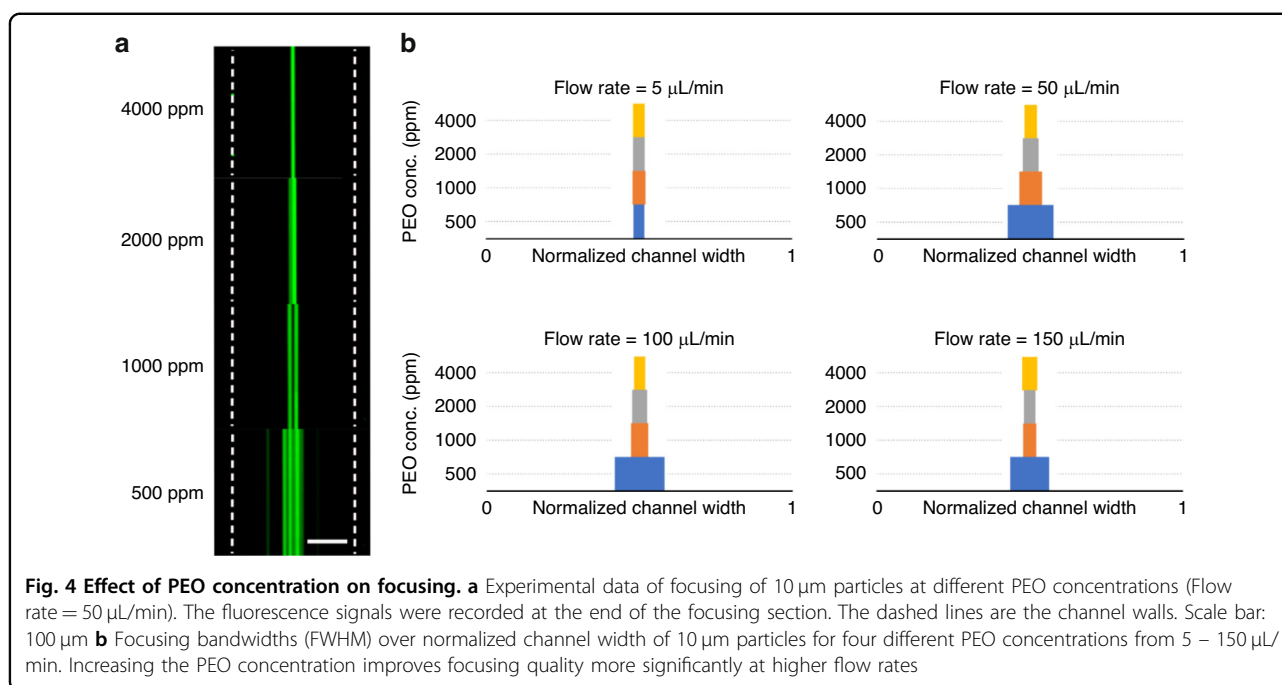 a
4000 ppm
2000 ppm
1000 ppm
500 ppm
b
Flow rate = 5 μL/min
PEO conc. (ppm)
4000
2000
1000
500
0 Normalized channel width 1
Flow rate = 50 μL/min
4000
2000
1000
500
0 Normalized channel width 1
Flow rate = 100 μL/min
PEO conc. (ppm)
4000
2000
1000
500
0 Normalized channel width 1
Flow rate = 150 μL/min
4000
2000
1000
500
0 Normalized channel width 1
Fig. 4 Effect of PEO concentration on focusing. a Experimental data of focusing of 10 μm particles at different PEO concentrations (Flow
rate = 50 μL/min). The fluorescence signals were recorded at the end of the focusing section. The dashed lines are the channel walls. Scale bar:
100 μm b Focusing bandwidths (FWHM) over normalized channel width of 10 μm particles for four different PEO concentrations from 5 – 150 μL/
min. Increasing the PEO concentration improves focusing quality more significantly at higher flow rates